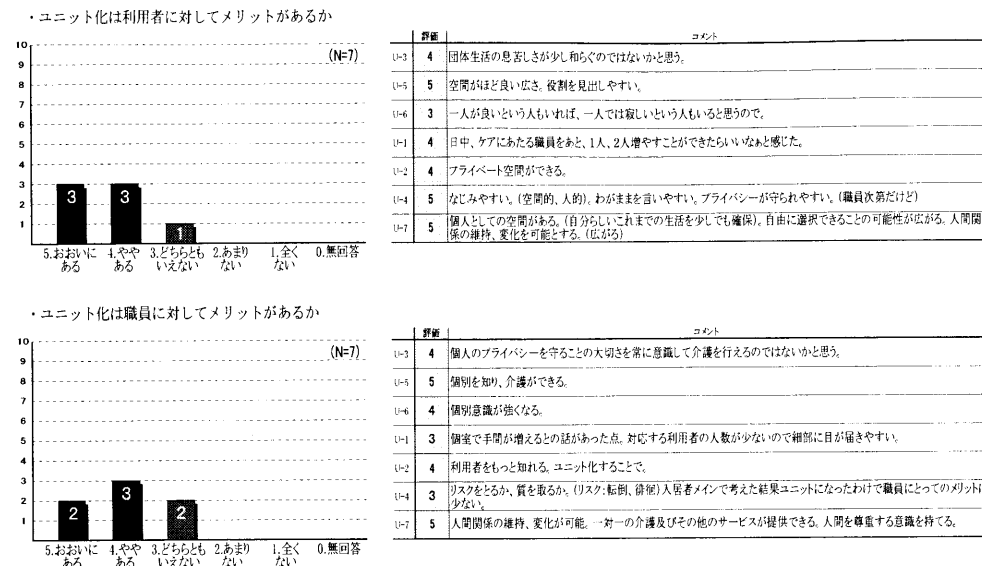 ・ユニット化は利用者に対してメリットがあるか
10
9
8
7
6
5
4
3
2
1
(N=7)
3
3
1
5.おおいに
ある
4.やや
ある
3.どちらとも
いえない
2.あまり
ない
1.全く
ない
0.無回答
評価 コメント
U-3 4 団体生活の息苦しさが少し和らぐのではないかと思う。
U-5 5 空間がほど良い広さ。役割を見出しやすい。
U-6 3 一人が良いという人もいれば、一人では寂しいという人もいると思うので。
U-1 4 日中、ケアにあたる職員をあと、1人、2人増やすことができたらいいなぁと感じた。
U-2 4 プライベート空間ができる。
U-4 5 なじみやすい。(空間的、人的)。わがままを言いやすい。プライバシーが守られやすい。(職員次第だけど)
U-7 5 個人としての空間がある。(自分らしいこれまでの生活を少しでも確保)。自由に選択できることの可能性が広がる。人間関
係の維持、変化を可能とする。(広がる)
・ユニット化は職員に対してメリットがあるか
10
9
8
7
6
5
4
3
2
1
(N=7)
2
3
2
5.おおいに
ある
4.やや
ある
3.どちらとも
いえない
2.あまり
ない
1.全く
ない
0.無回答
評価 コメント
U-3 4 個人のプライバシーを守ることの大切さを常に意識して介護を行えるのではないかと思う。
U-5 5 個別を知り、介護ができる。
U-6 4 個別意識が強くなる。
U-1 3 個室で手間が増えるとの話があった点。対応する利用者の人数が少ないので細部に目が届きやすい。
U-2 4 利用者をもっと知れる。ユニット化することで。
U-4 3 リスクをとるか、質を取るか。(リスク:転倒、徘徊)入居者メインで考えた結果ユニットになったわけで職員にとってのメリットは
少ない。
U-7 5 人間関係の維持、変化が可能。一対一の介護及びその他のサービスが提供できる。人間を尊重する意識を持てる。